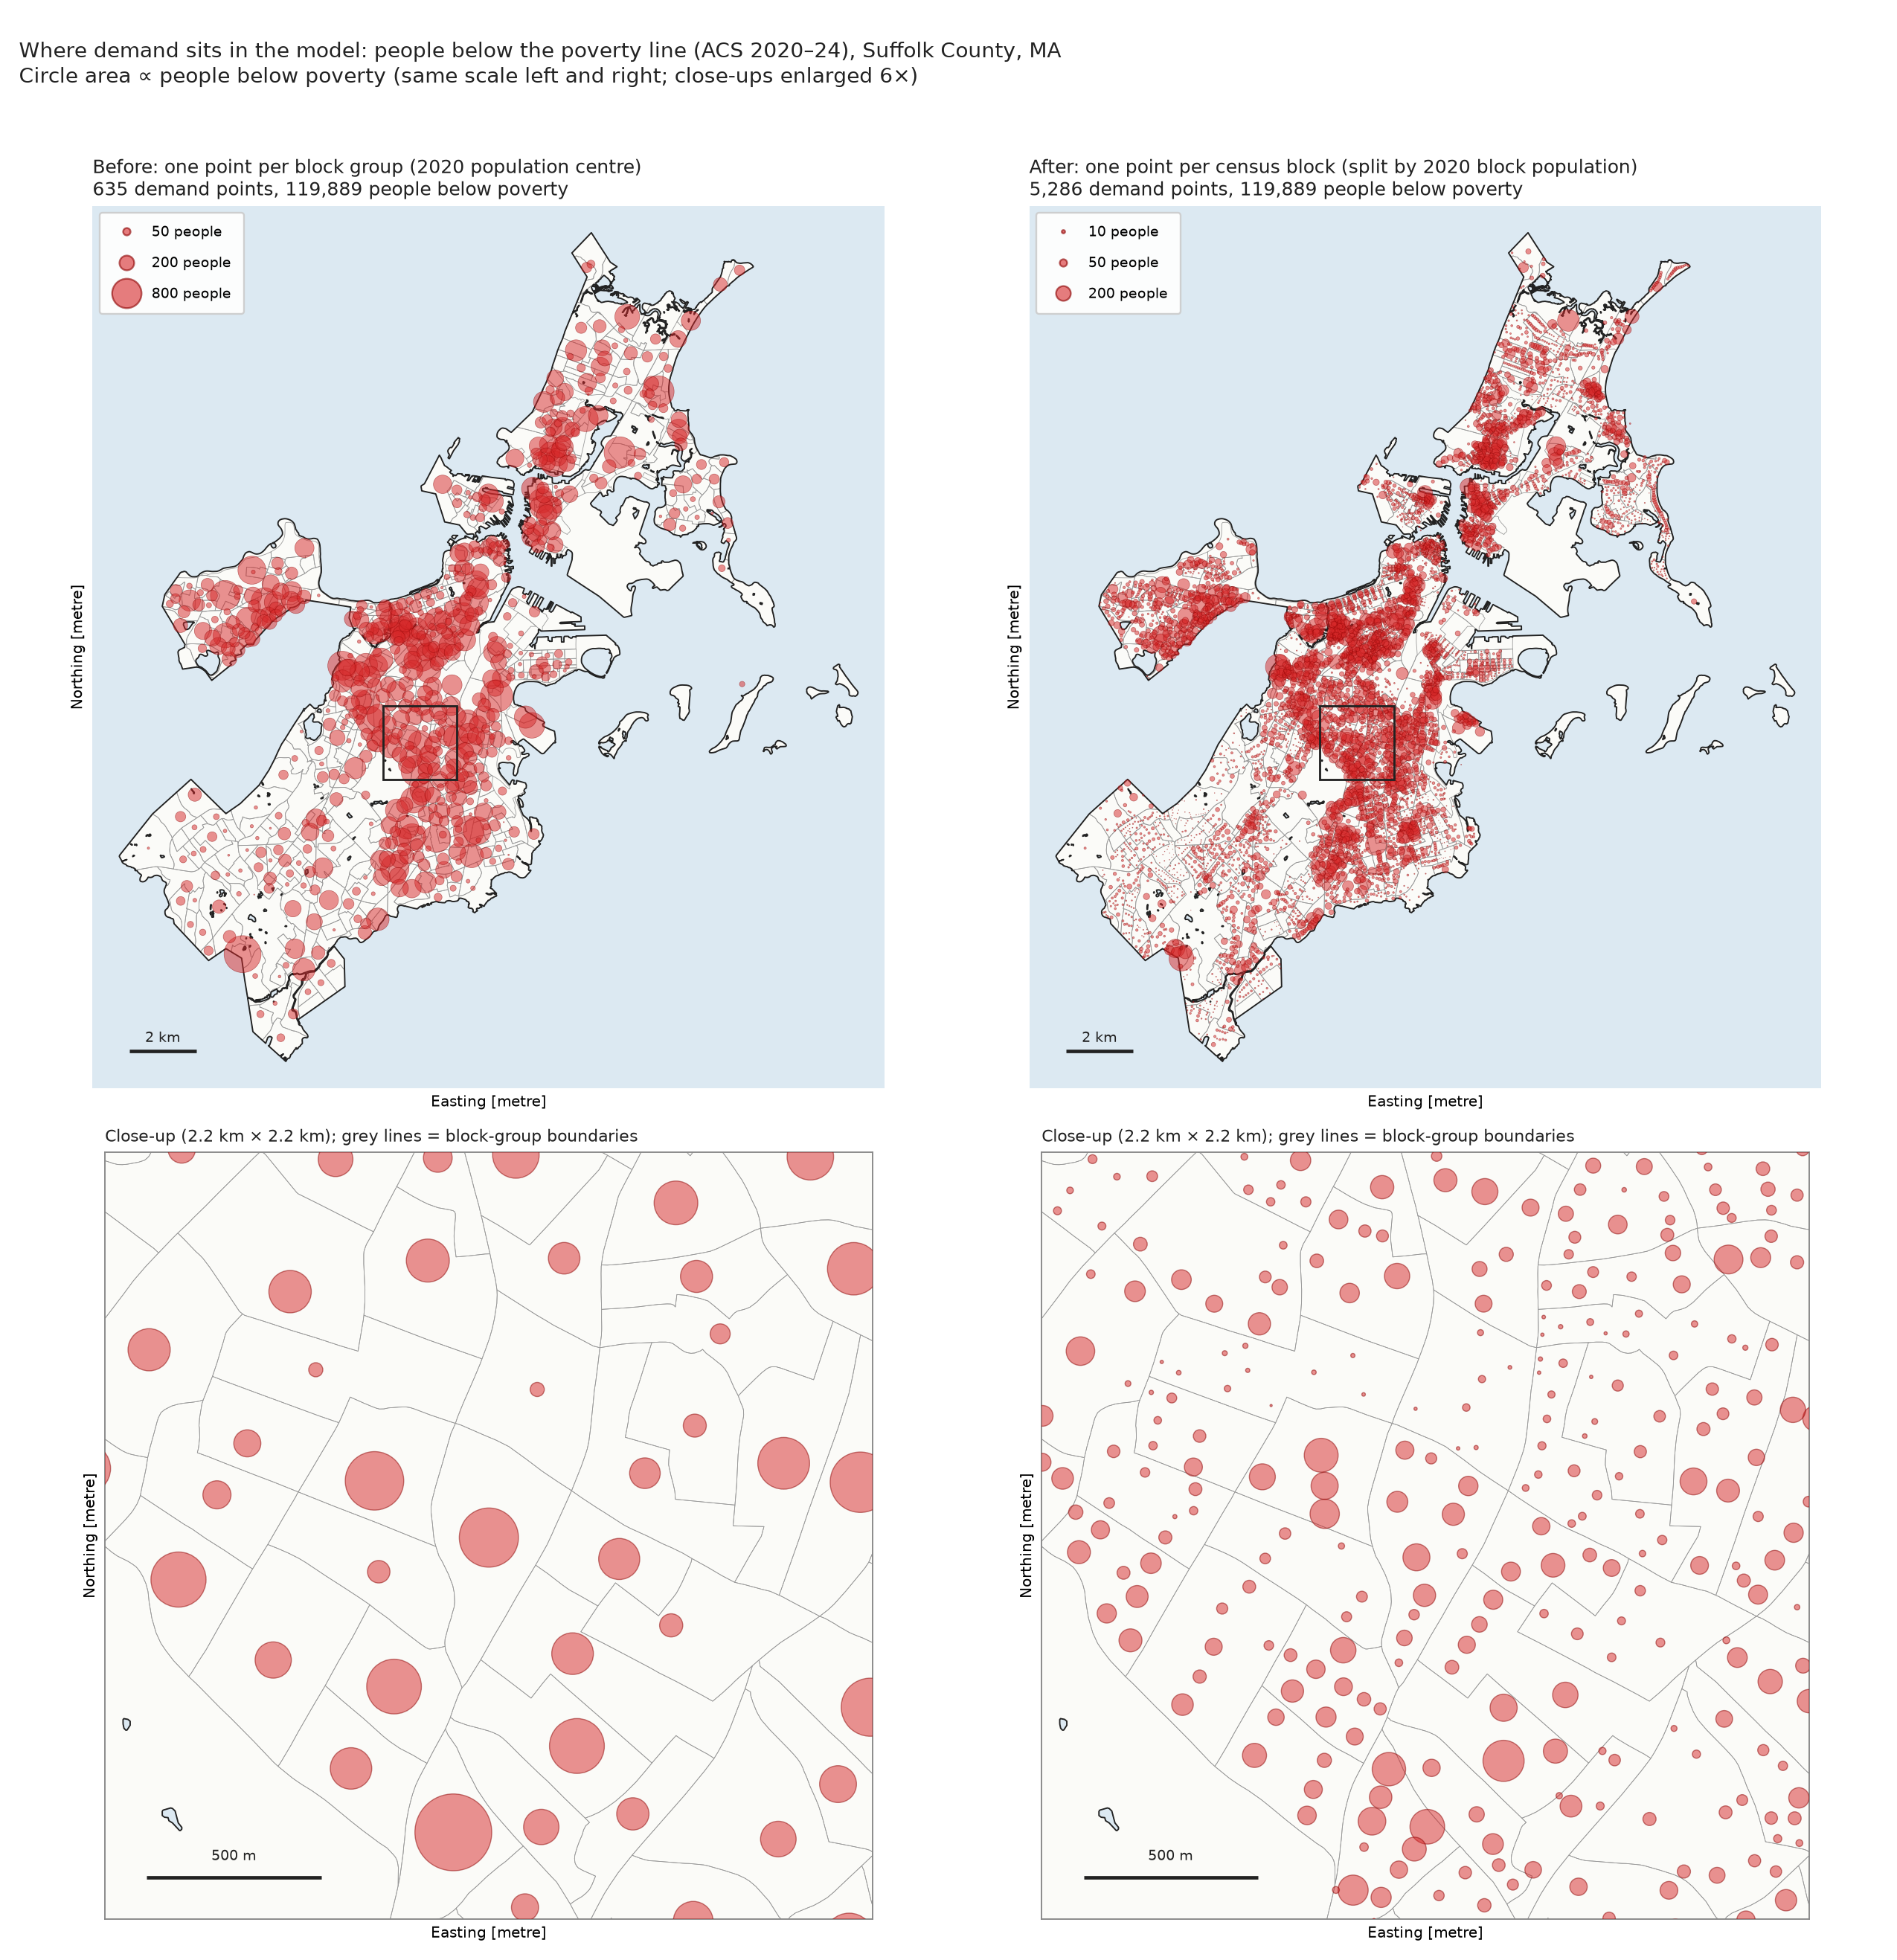 Where demand sits in the model: people below the poverty line (ACS 2020–24), Suffolk County, MA
Circle area ∝ people below poverty (same scale left and right; close-ups enlarged 6×)
Before: one point per block group (2020 population centre)
635 demand points, 119,889 people below poverty
50 people
200 people
800 people
2 km
Northing [metre]
Easting [metre]
After: one point per census block (split by 2020 block population)
5,286 demand points, 119,889 people below poverty
10 people
50 people
200 people
2 km
Northing [metre]
Easting [metre]
Close-up (2.2 km × 2.2 km); grey lines = block-group boundaries
500 m
Northing [metre]
Easting [metre]
Close-up (2.2 km × 2.2 km); grey lines = block-group boundaries
500 m
Northing [metre]
Easting [metre]